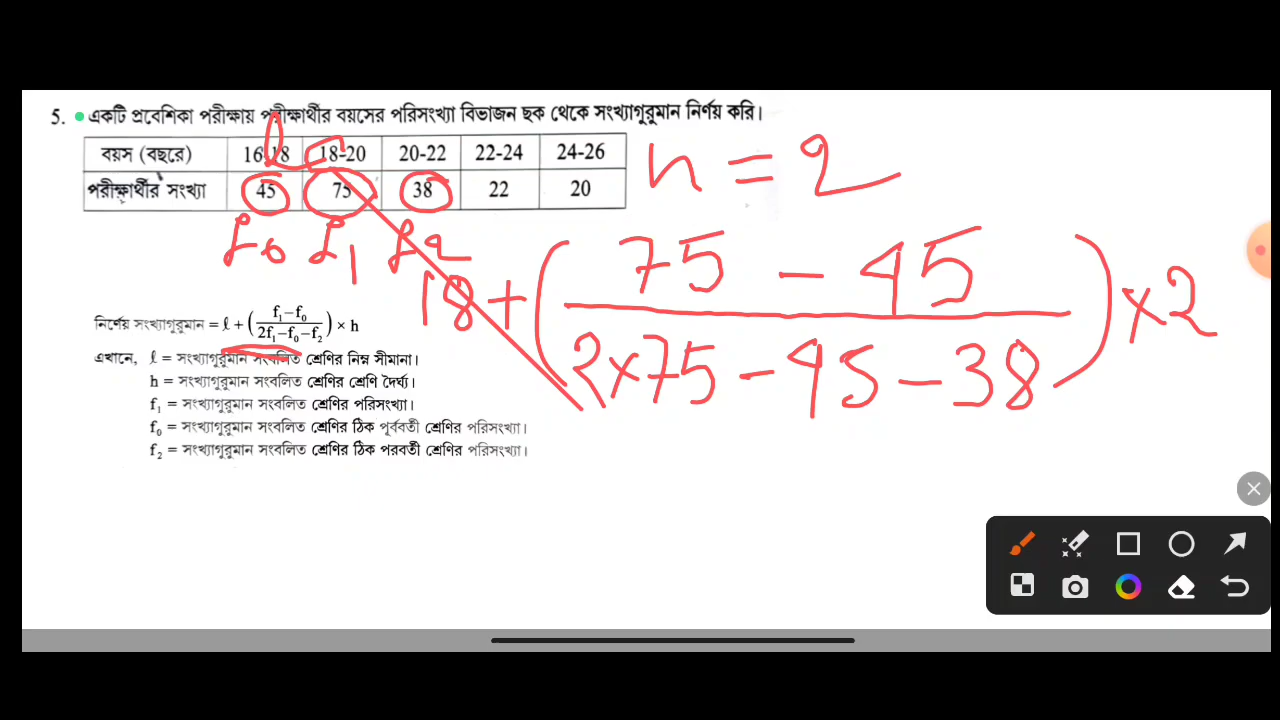 5. একটি প্রবেশিকা পরীক্ষায় পরীক্ষার্থীর বয়সের পরিসংখ্যা বিভাজন ছক থেকে সংখ্যাগুরুমান নির্ণয় করি।
বয়স (বছরে) 16-18 18-20 20-22 22-24 24-26
পরীক্ষার্থীর সংখ্যা 45 75 38 22 20
l
h = 2
f0 f1 f2
18 + (75 - 45 / 2×75 - 45 - 38) × 2
নির্ণেয় সংখ্যাগুরুমান = ℓ + (f₁–f₀ / 2f₁–f₀–f₂) × h
এখানে, ℓ = সংখ্যাগুরুমান সংবলিত শ্রেণির নিম্ন সীমানা।
h = সংখ্যাগুরুমান সংবলিত শ্রেণির শ্রেণি দৈর্ঘ্য।
f₁ = সংখ্যাগুরুমান সংবলিত শ্রেণির পরিসংখ্যা।
f₀ = সংখ্যাগুরুমান সংবলিত শ্রেণির ঠিক পূর্ববর্তী শ্রেণির পরিসংখ্যা।
f₂ = সংখ্যাগুরুমান সংবলিত শ্রেণির ঠিক পরবর্তী শ্রেণির পরিসংখ্যা।